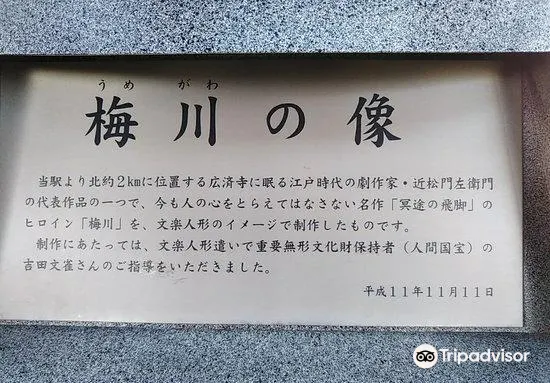 うめ がわ
梅川の像
当駅より北約2kmに位置する広済寺に眠る江戸時代の劇作家・近松門左衛門
の代表作品の一つで、今も人の心をとらえてはなさない名作「冥途の飛脚」の
ヒロイン「梅川」を、文楽人形のイメージで制作したものです。
制作にあたっては、文楽人形遣いで重要無形文化財保持者（人間国宝）の
吉田文雀さんのご指導をいただきました。
平成11年11月11日
Tripadvisor